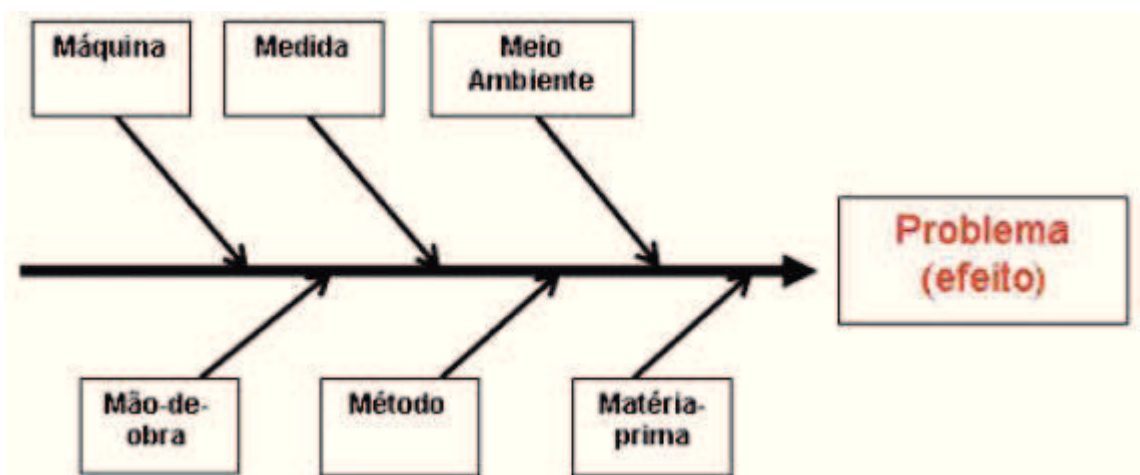 Máquina
Medida
Meio
Ambiente
Problema
(efeito)
Mão-de-
obra
Método
Matéria-
prima